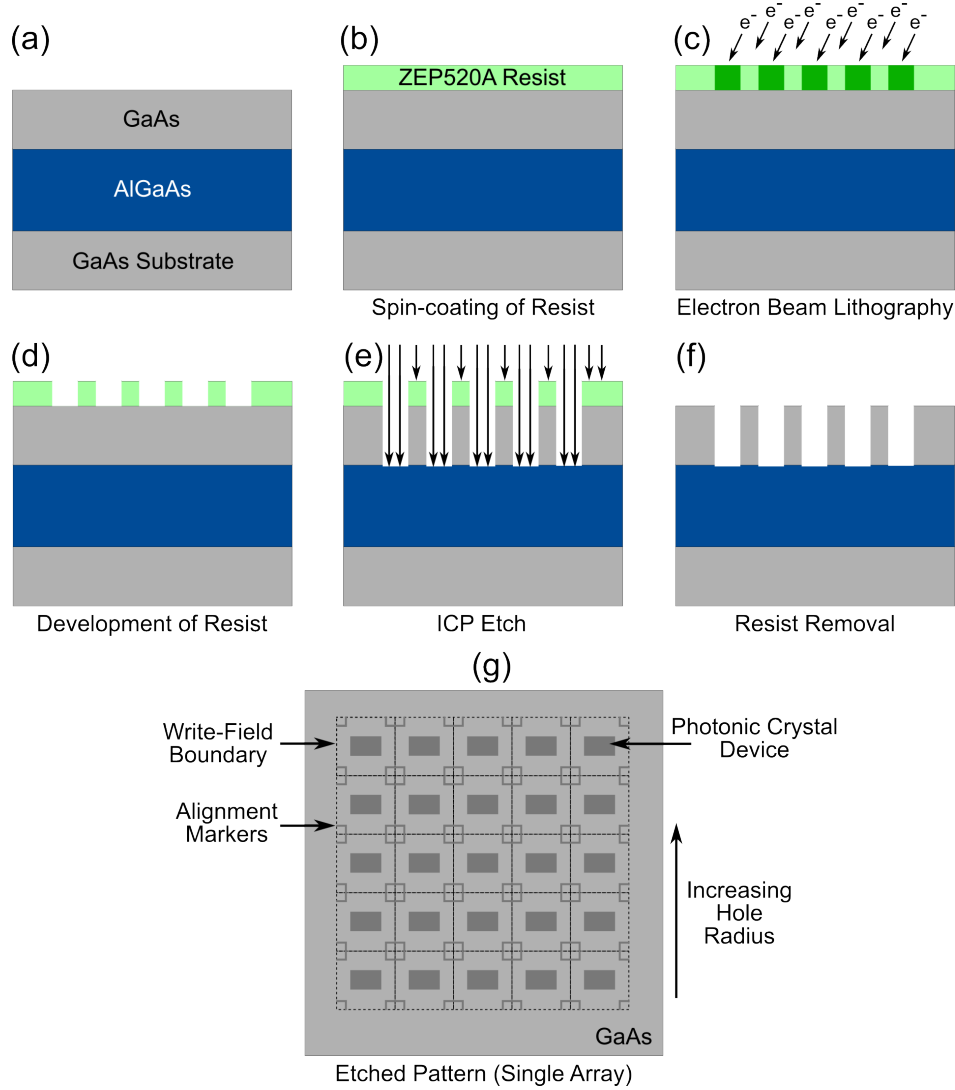 (a)
GaAs
AlGaAs
GaAs Substrate
(b)
ZEP520A Resist
Spin-coating of Resist
(c)
e- e- e- e-
e- e- e- e- e-
Electron Beam Lithography
(d)
Development of Resist
(e)
ICP Etch
(f)
Resist Removal
(g)
Write-Field
Boundary
Alignment
Markers
Photonic Crystal
Device
Increasing
Hole
Radius
GaAs
Etched Pattern (Single Array)